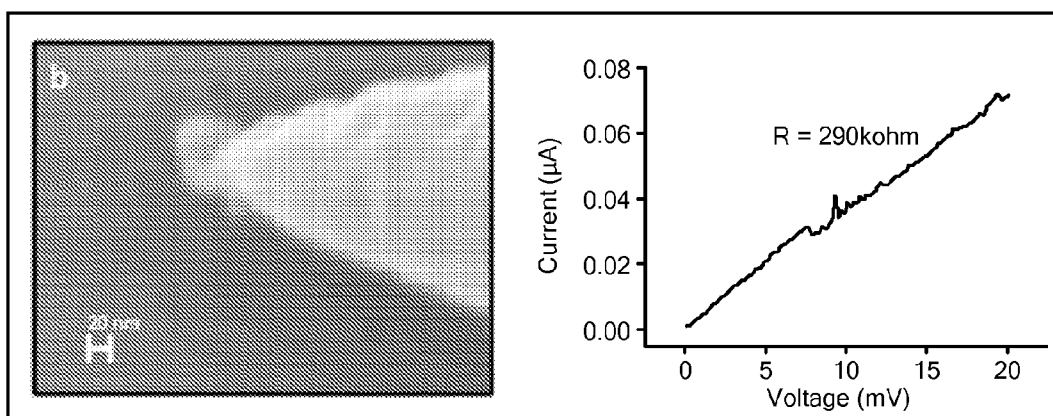 b
20 nm
0.08
R = 290kohm
0.06
Current (µA)
0.04
0.02
0.00
0 5 10 15 20
Voltage (mV)